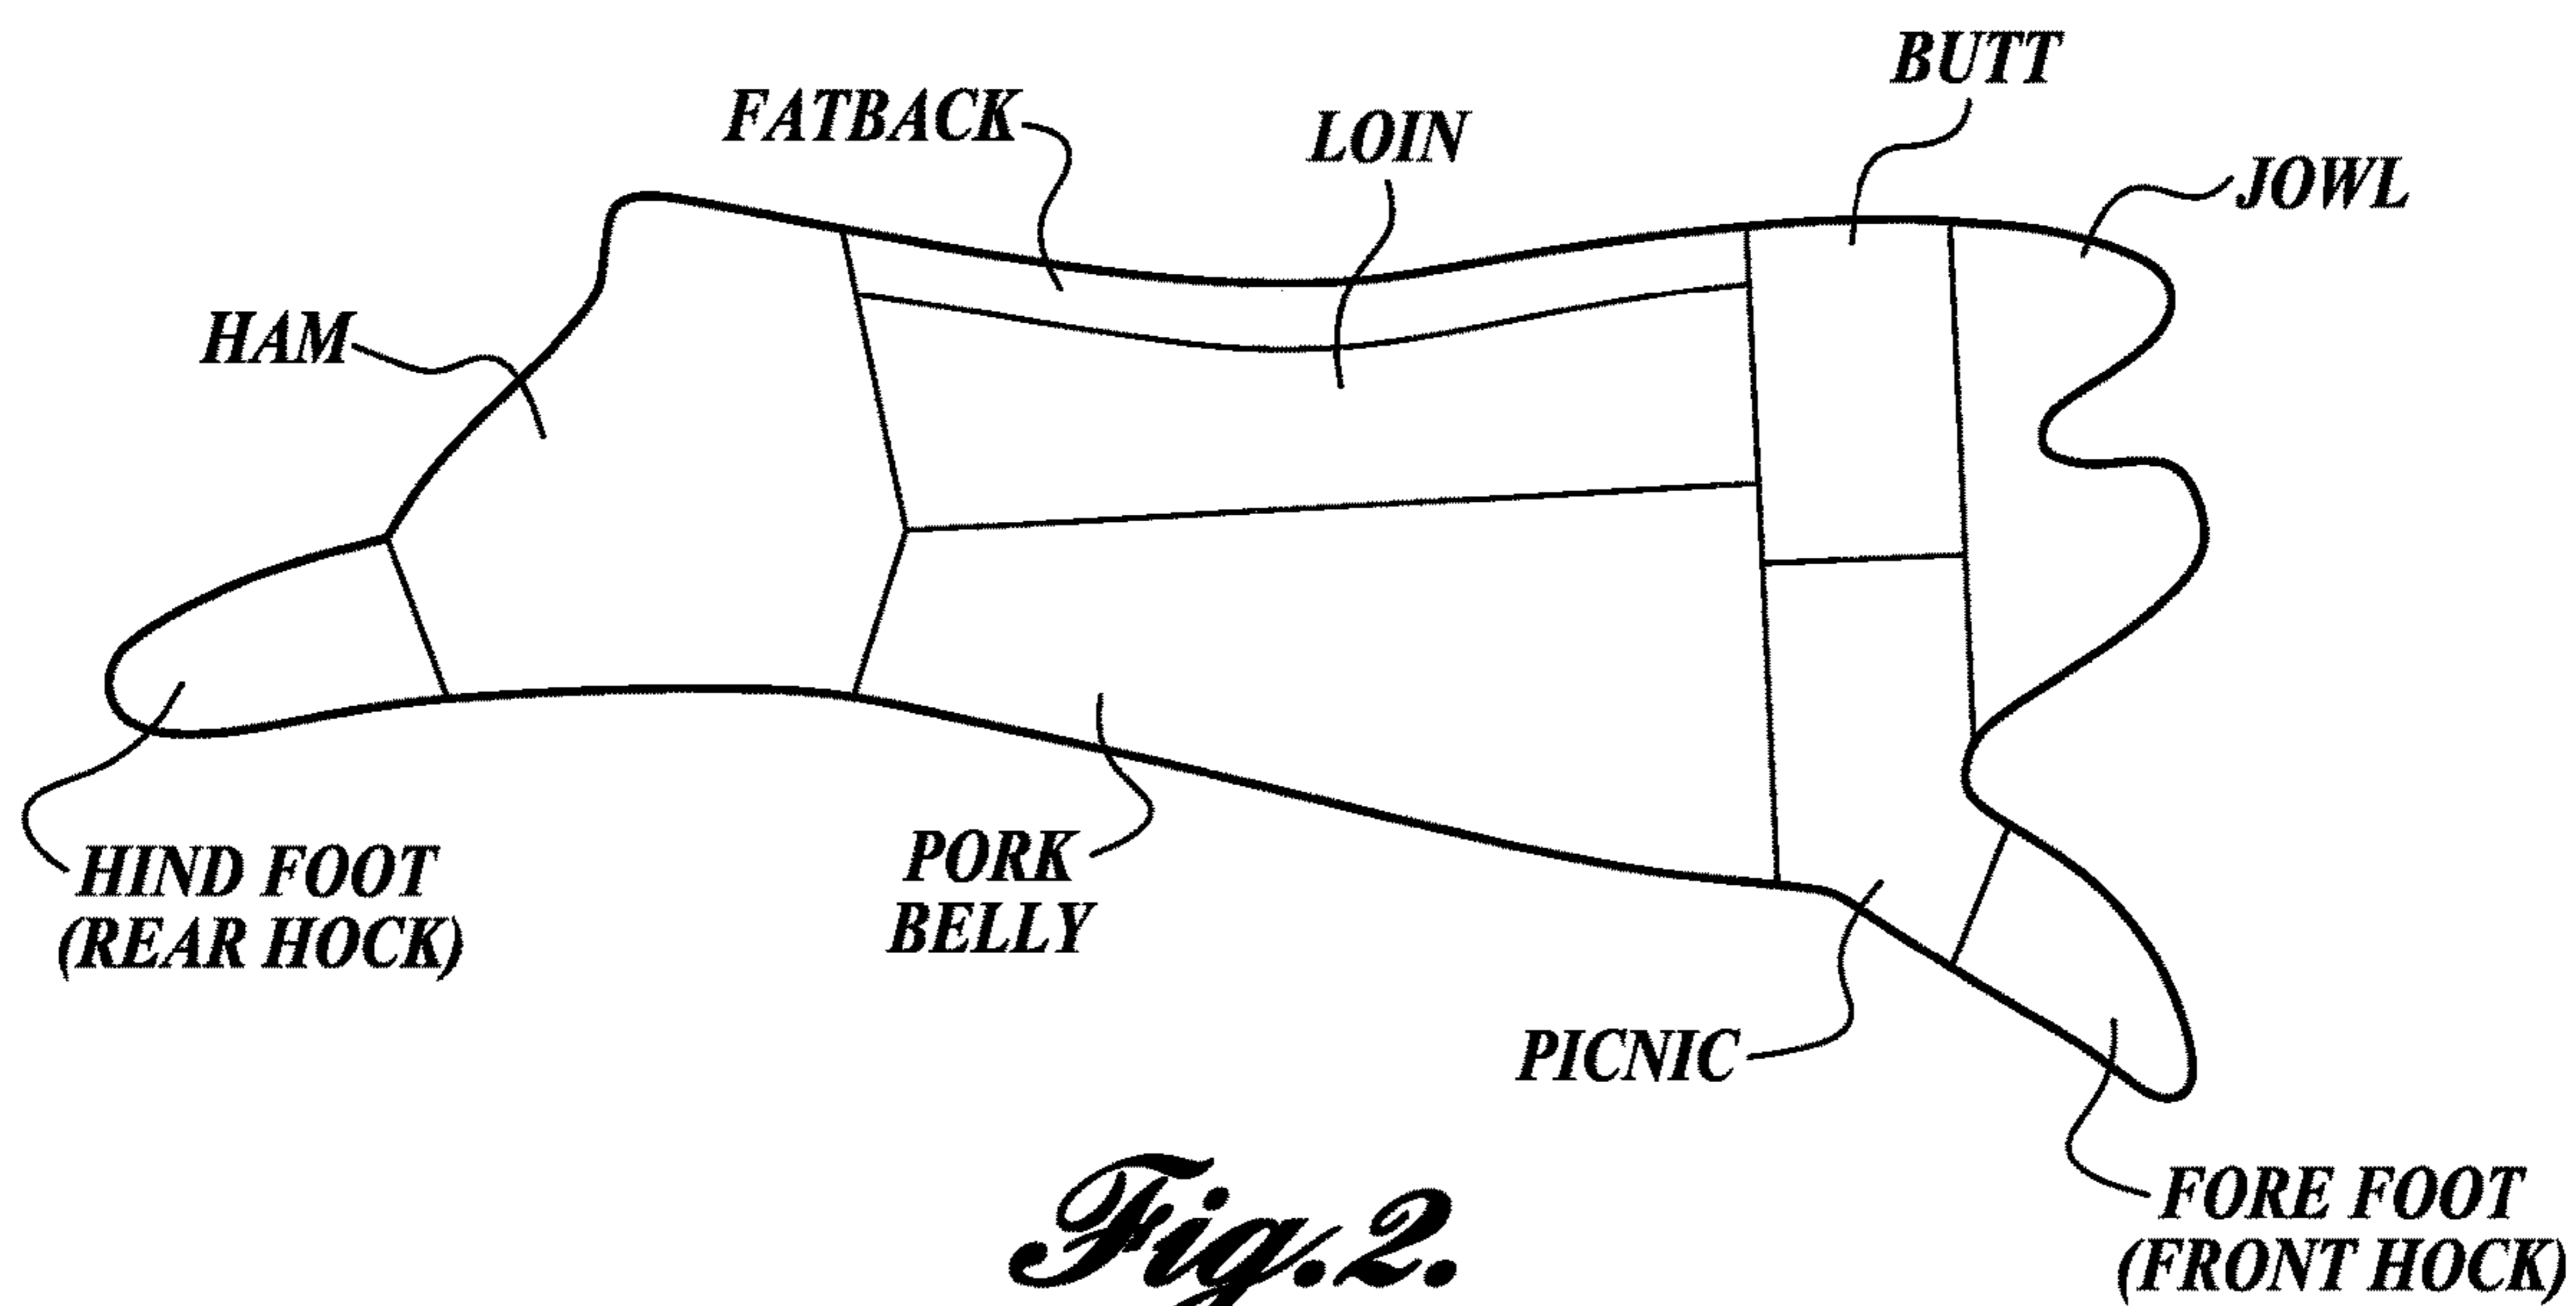 BUTT
FATBACK
LOIN
JOWL
HAM
HIND FOOT
(REAR HOCK)
PORK
BELLY
PICNIC
FORE FOOT
(FRONT HOCK)
Fig.2.